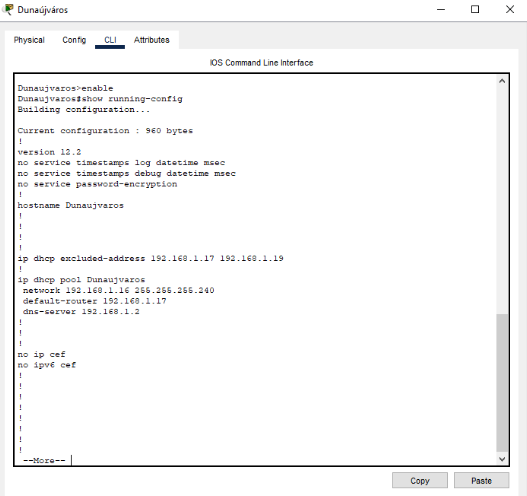 Dunaújváros
Physical Config CLI Attributes
IOS Command Line Interface
Dunaujvaros>enable
Dunaujvaros#show running-config
Building configuration...
Current configuration : 960 bytes
!
version 12.2
no service timestamps log datetime msec
no service timestamps debug datetime msec
no service password-encryption
!
hostname Dunaujvaros
!
!
!
!
ip dhcp excluded-address 192.168.1.17 192.168.1.19
!
ip dhcp pool Dunaujvaros
network 192.168.1.16 255.255.255.240
default-router 192.168.1.17
dns-server 192.168.1.2
!
!
!
no ip cef
no ipv6 cef
!
!
!
!
!
!
!
!
--More--
Copy Paste